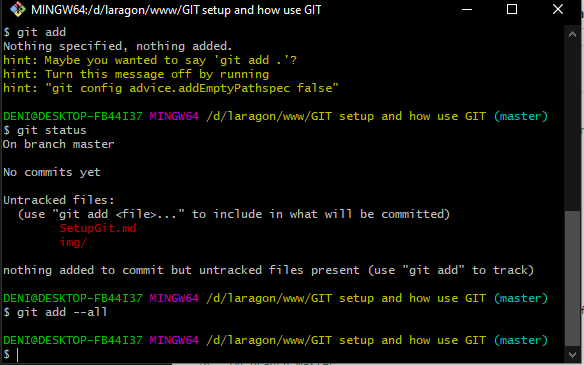 MINGW64:/d/laragon/www/GIT setup and how use GIT
$ git add
Nothing specified, nothing added.
hint: Maybe you wanted to say 'git add .'?
hint: Turn this message off by running
hint: "git config advice.addEmptyPathspec false"
DENI@DESKTOP-FB44I37 MINGW64 /d/laragon/www/GIT setup and how use GIT (master)
$ git status
On branch master
No commits yet
Untracked files:
(use "git add <file>..." to include in what will be committed)
SetupGit.md
img/
nothing added to commit but untracked files present (use "git add" to track)
DENI@DESKTOP-FB44I37 MINGW64 /d/laragon/www/GIT setup and how use GIT (master)
$ git add --all
DENI@DESKTOP-FB44I37 MINGW64 /d/laragon/www/GIT setup and how use GIT (master)
$